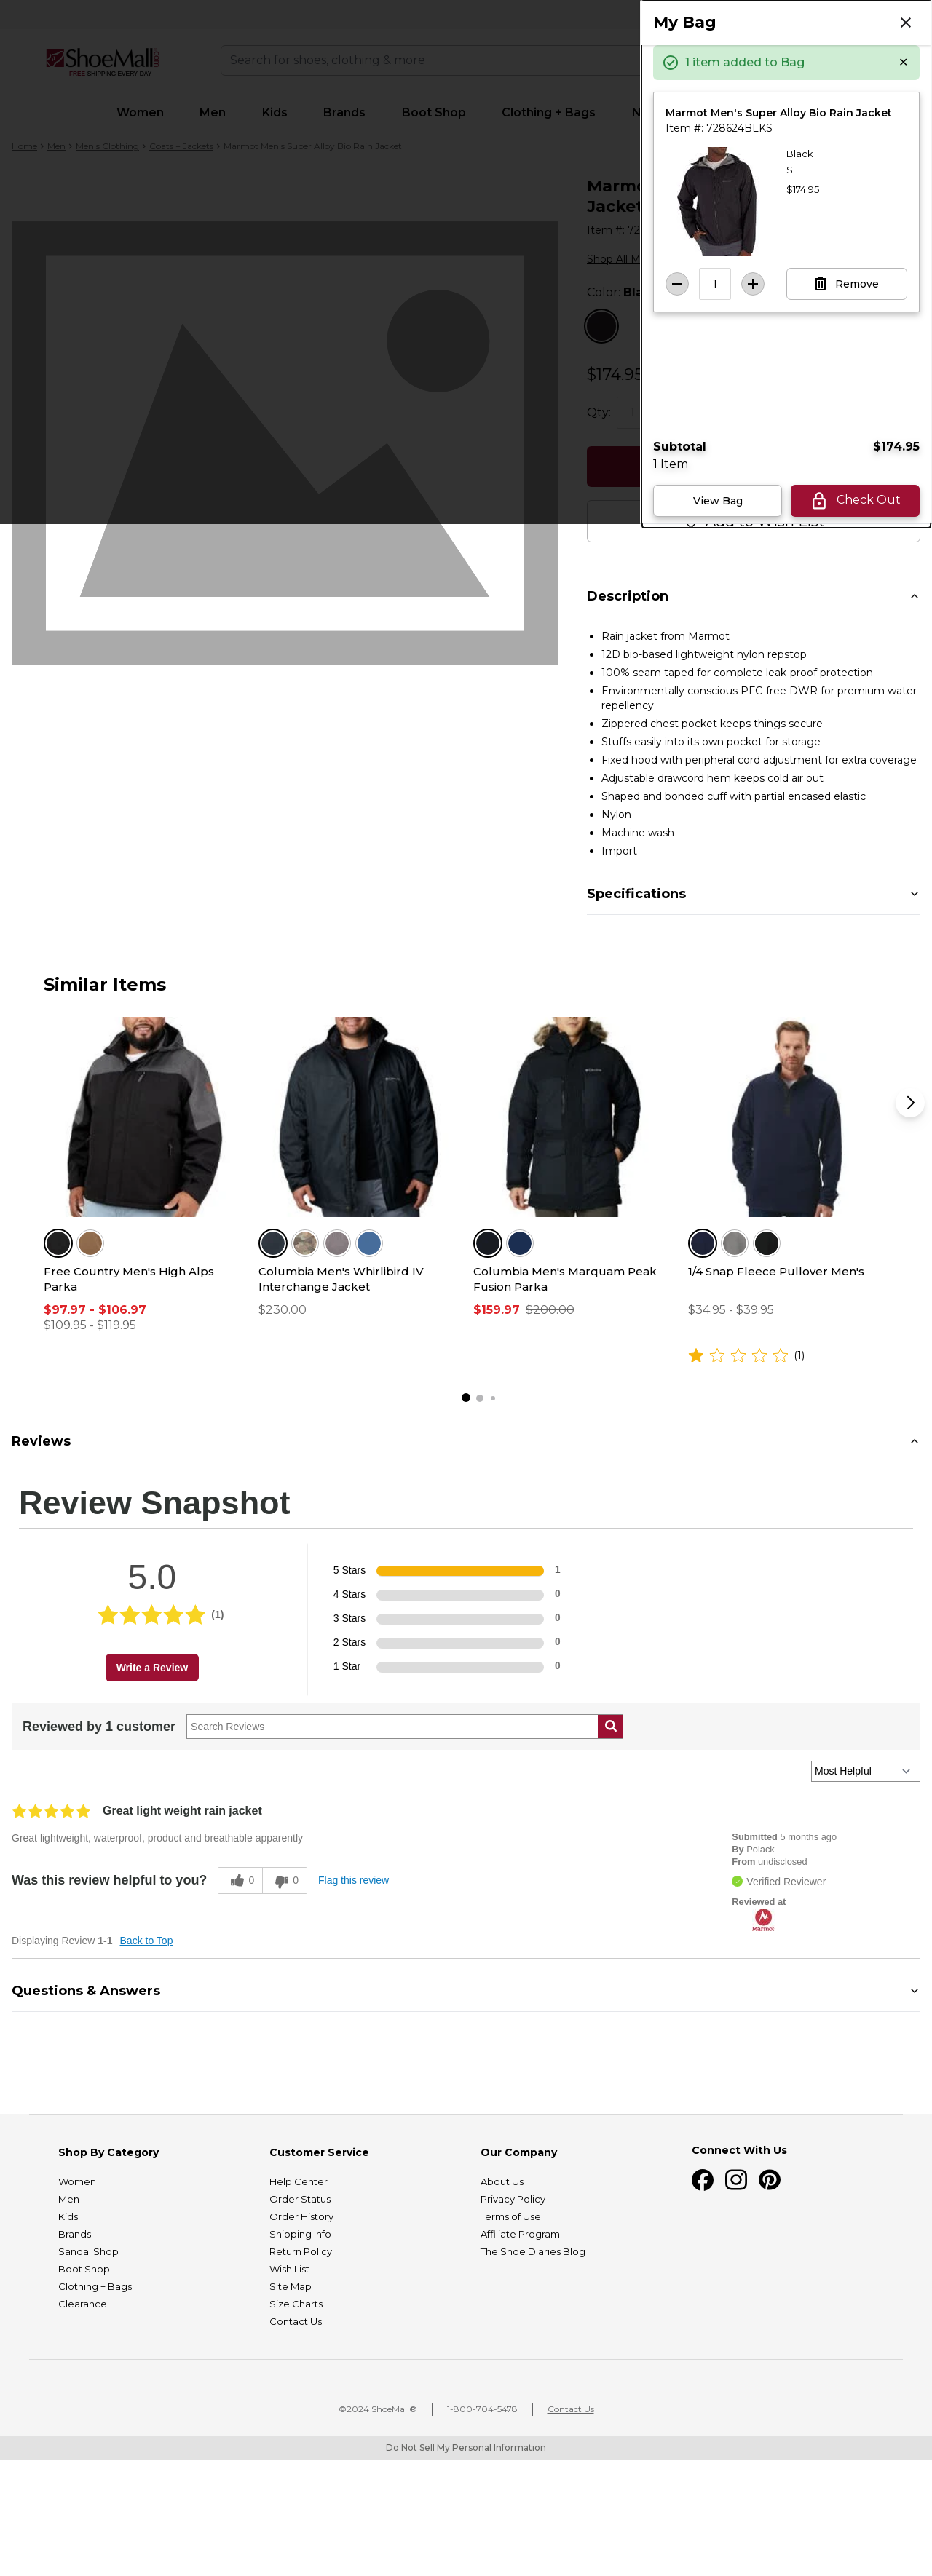 My Bag
1 item added to Bag
Marmot Men's Super Alloy Bio Rain Jacket
Item #: 728624BLKS
Black
S
$174.95
1
Remove
Subtotal $174.95
1 Item
View Bag
Check Out
ShoeMall
FREE SHIPPING EVERY DAY
Search for shoes, clothing & more
Women Men Kids Brands Boot Shop Clothing + Bags
Home > Men > Men's Clothing > Coats + Jackets > Marmot Men's Super Alloy Bio Rain Jacket
Item #:
Shop All
Color:
$174.95
Qty: 1
Description
Rain jacket from Marmot
12D bio-based lightweight nylon repstop
100% seam taped for complete leak-proof protection
Environmentally conscious PFC-free DWR for premium water
repellency
Zippered chest pocket keeps things secure
Stuffs easily into its own pocket for storage
Fixed hood with peripheral cord adjustment for extra coverage
Adjustable drawcord hem keeps cold air out
Shaped and bonded cuff with partial encased elastic
Nylon
Machine wash
Import
Specifications
Similar Items
Free Country Men's High Alps
Parka
$97.97 - $106.97
$109.95 - $119.95
Columbia Men's Whirlibird IV
Interchange Jacket
$230.00
Columbia Men's Marquam Peak
Fusion Parka
$159.97 $200.00
1/4 Snap Fleece Pullover Men's
$34.95 - $39.95
(1)
Reviews
Review Snapshot
5.0
(1)
Write a Review
5 Stars 1
4 Stars 0
3 Stars 0
2 Stars 0
1 Star 0
Reviewed by 1 customer
Search Reviews
Most Helpful
Great light weight rain jacket
Great lightweight, waterproof, product and breathable apparently
Submitted 5 months ago
By Polack
From undisclosed
Verified Reviewer
Reviewed at
Marmot
Was this review helpful to you? 0 0 Flag this review
Displaying Review 1-1 Back to Top
Questions & Answers
Shop By Category
Women
Men
Kids
Brands
Sandal Shop
Boot Shop
Clothing + Bags
Clearance
Customer Service
Help Center
Order Status
Order History
Shipping Info
Return Policy
Wish List
Site Map
Size Charts
Contact Us
Our Company
About Us
Privacy Policy
Terms of Use
Affiliate Program
The Shoe Diaries Blog
Connect With Us
©2024 ShoeMall® 1-800-704-5478 Contact Us
Do Not Sell My Personal Information